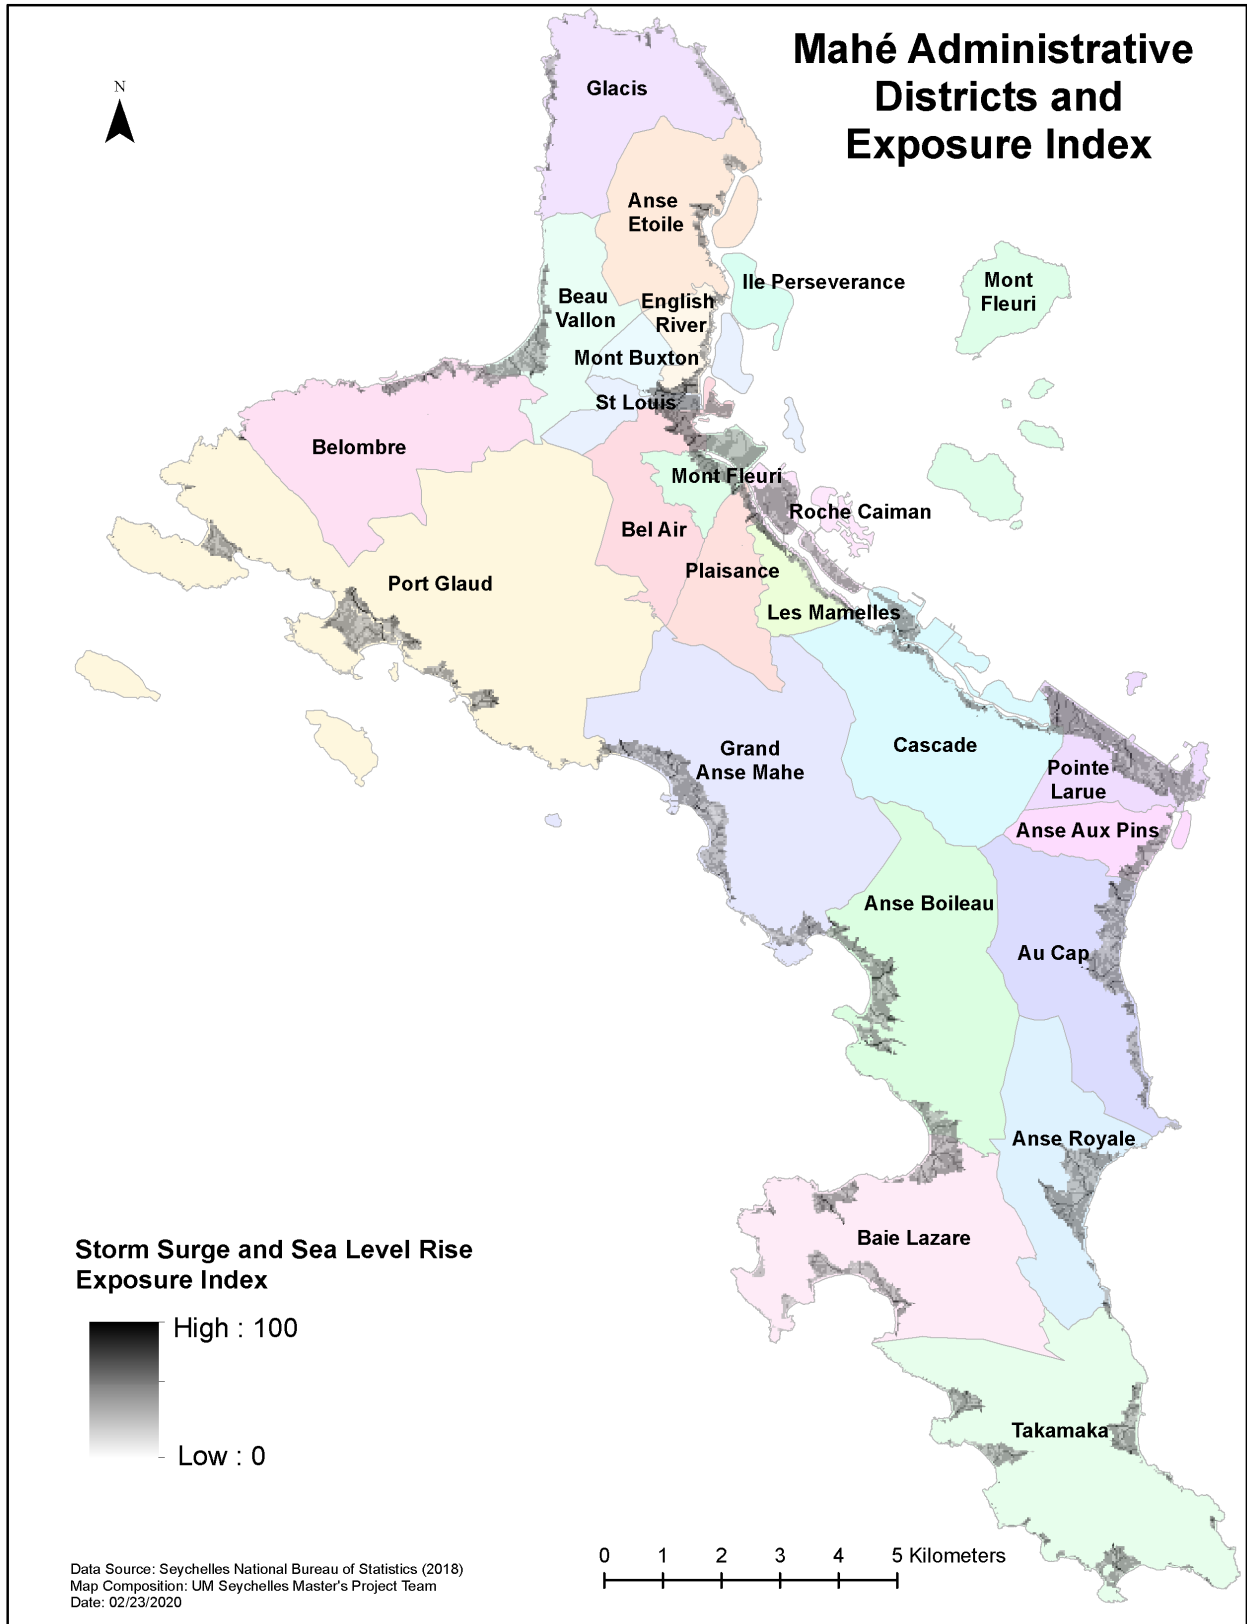 Mahé Administrative
Districts and
Exposure Index
N
Glacis
Anse
Etoile
Ile Perseverance
Mont
Fleuri
Beau
Vallon
English
River
Mont Buxton
St Louis
Belombre
Mont Fleuri
Roche Caiman
Bel Air
Plaisance
Port Glaud
Les Mamelles
Grand
Anse Mahe
Cascade
Pointe
Larue
Anse Aux Pins
Anse Boileau
Au Cap
Anse Royale
Baie Lazare
Takamaka
Storm Surge and Sea Level Rise
Exposure Index
High : 100
Low : 0
0 1 2 3 4 5 Kilometers
Data Source: Seychelles National Bureau of Statistics (2018)
Map Composition: UM Seychelles Master's Project Team
Date: 02/23/2020